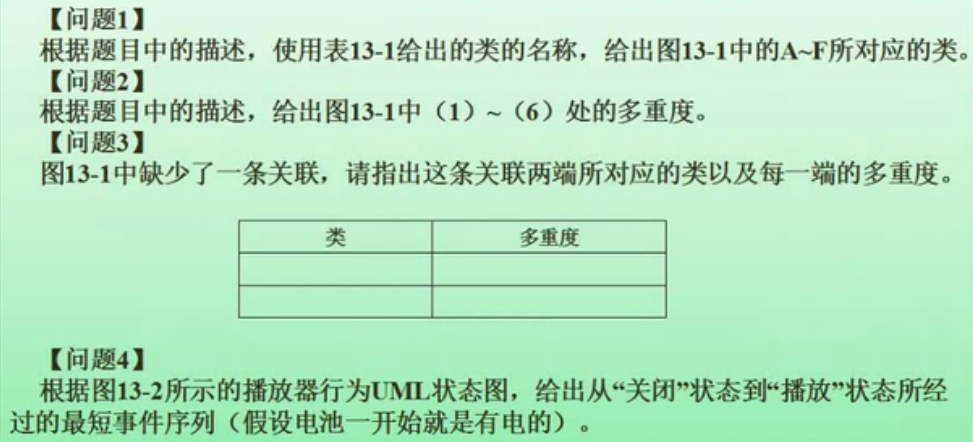 【问题1】
根据题目中的描述，使用表13-1给出的类的名称，给出图13-1中的A~F所对应的类。
【问题2】
根据题目中的描述，给出图13-1中（1）~（6）处的多重度。
【问题3】
图13-1中缺少了一条关联，请指出这条关联两端所对应的类以及每一端的多重度。
类 多重度
【问题4】
根据图13-2所示的播放器行为UML状态图，给出从“关闭”状态到“播放”状态所经
过的最短事件序列（假设电池一开始就是有电的）。